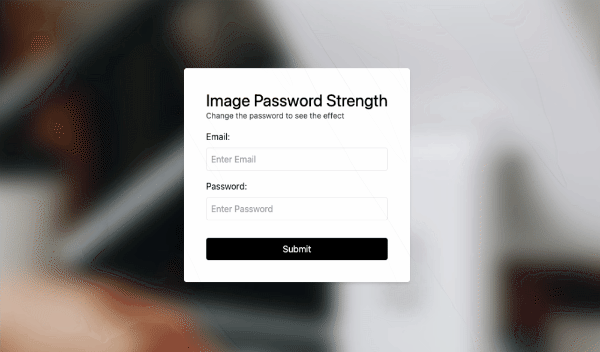 Image Password Strength
Change the password to see the effect
Email:
Enter Email
Password:
Enter Password
Submit